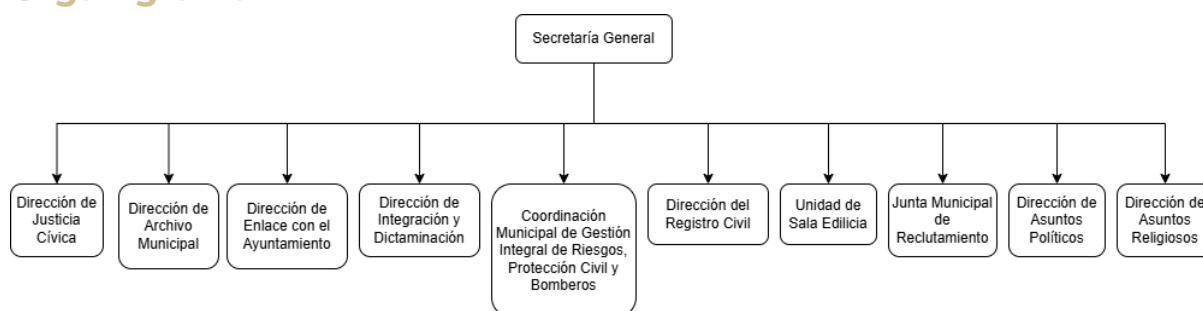 Secretaría General
Dirección de
Justicia
Cívica
Dirección de
Archivo
Municipal
Dirección de
Enlace con el
Ayuntamiento
Dirección de
Integración y
Dictaminación
Coordinación
Municipal de Gestión
Integral de Riesgos,
Protección Civil y
Bomberos
Dirección del
Registro Civil
Unidad de
Sala Edilicia
Junta Municipal
de
Reclutamiento
Dirección de
Asuntos
Políticos
Dirección de
Asuntos
Religiosos